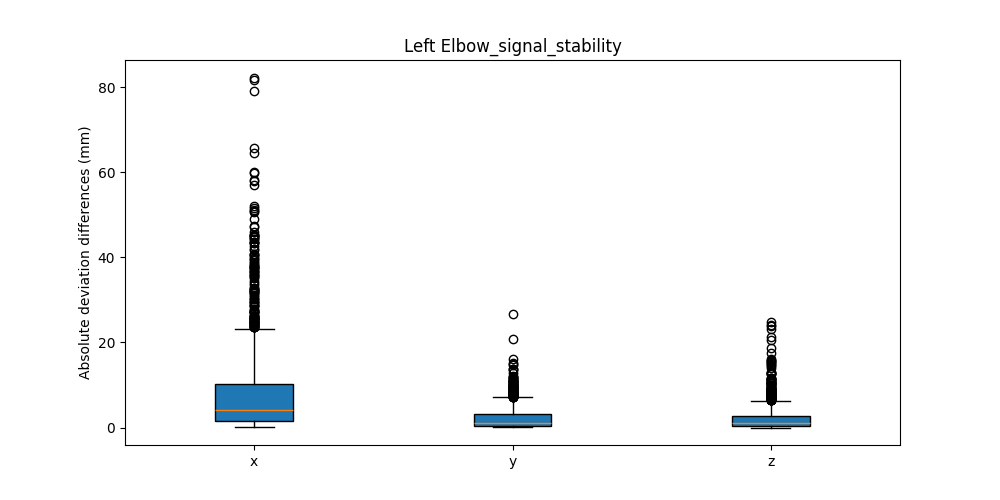 Left Elbow_signal_stability
Absolute deviation differences (mm)
80
60
40
20
0
x y z